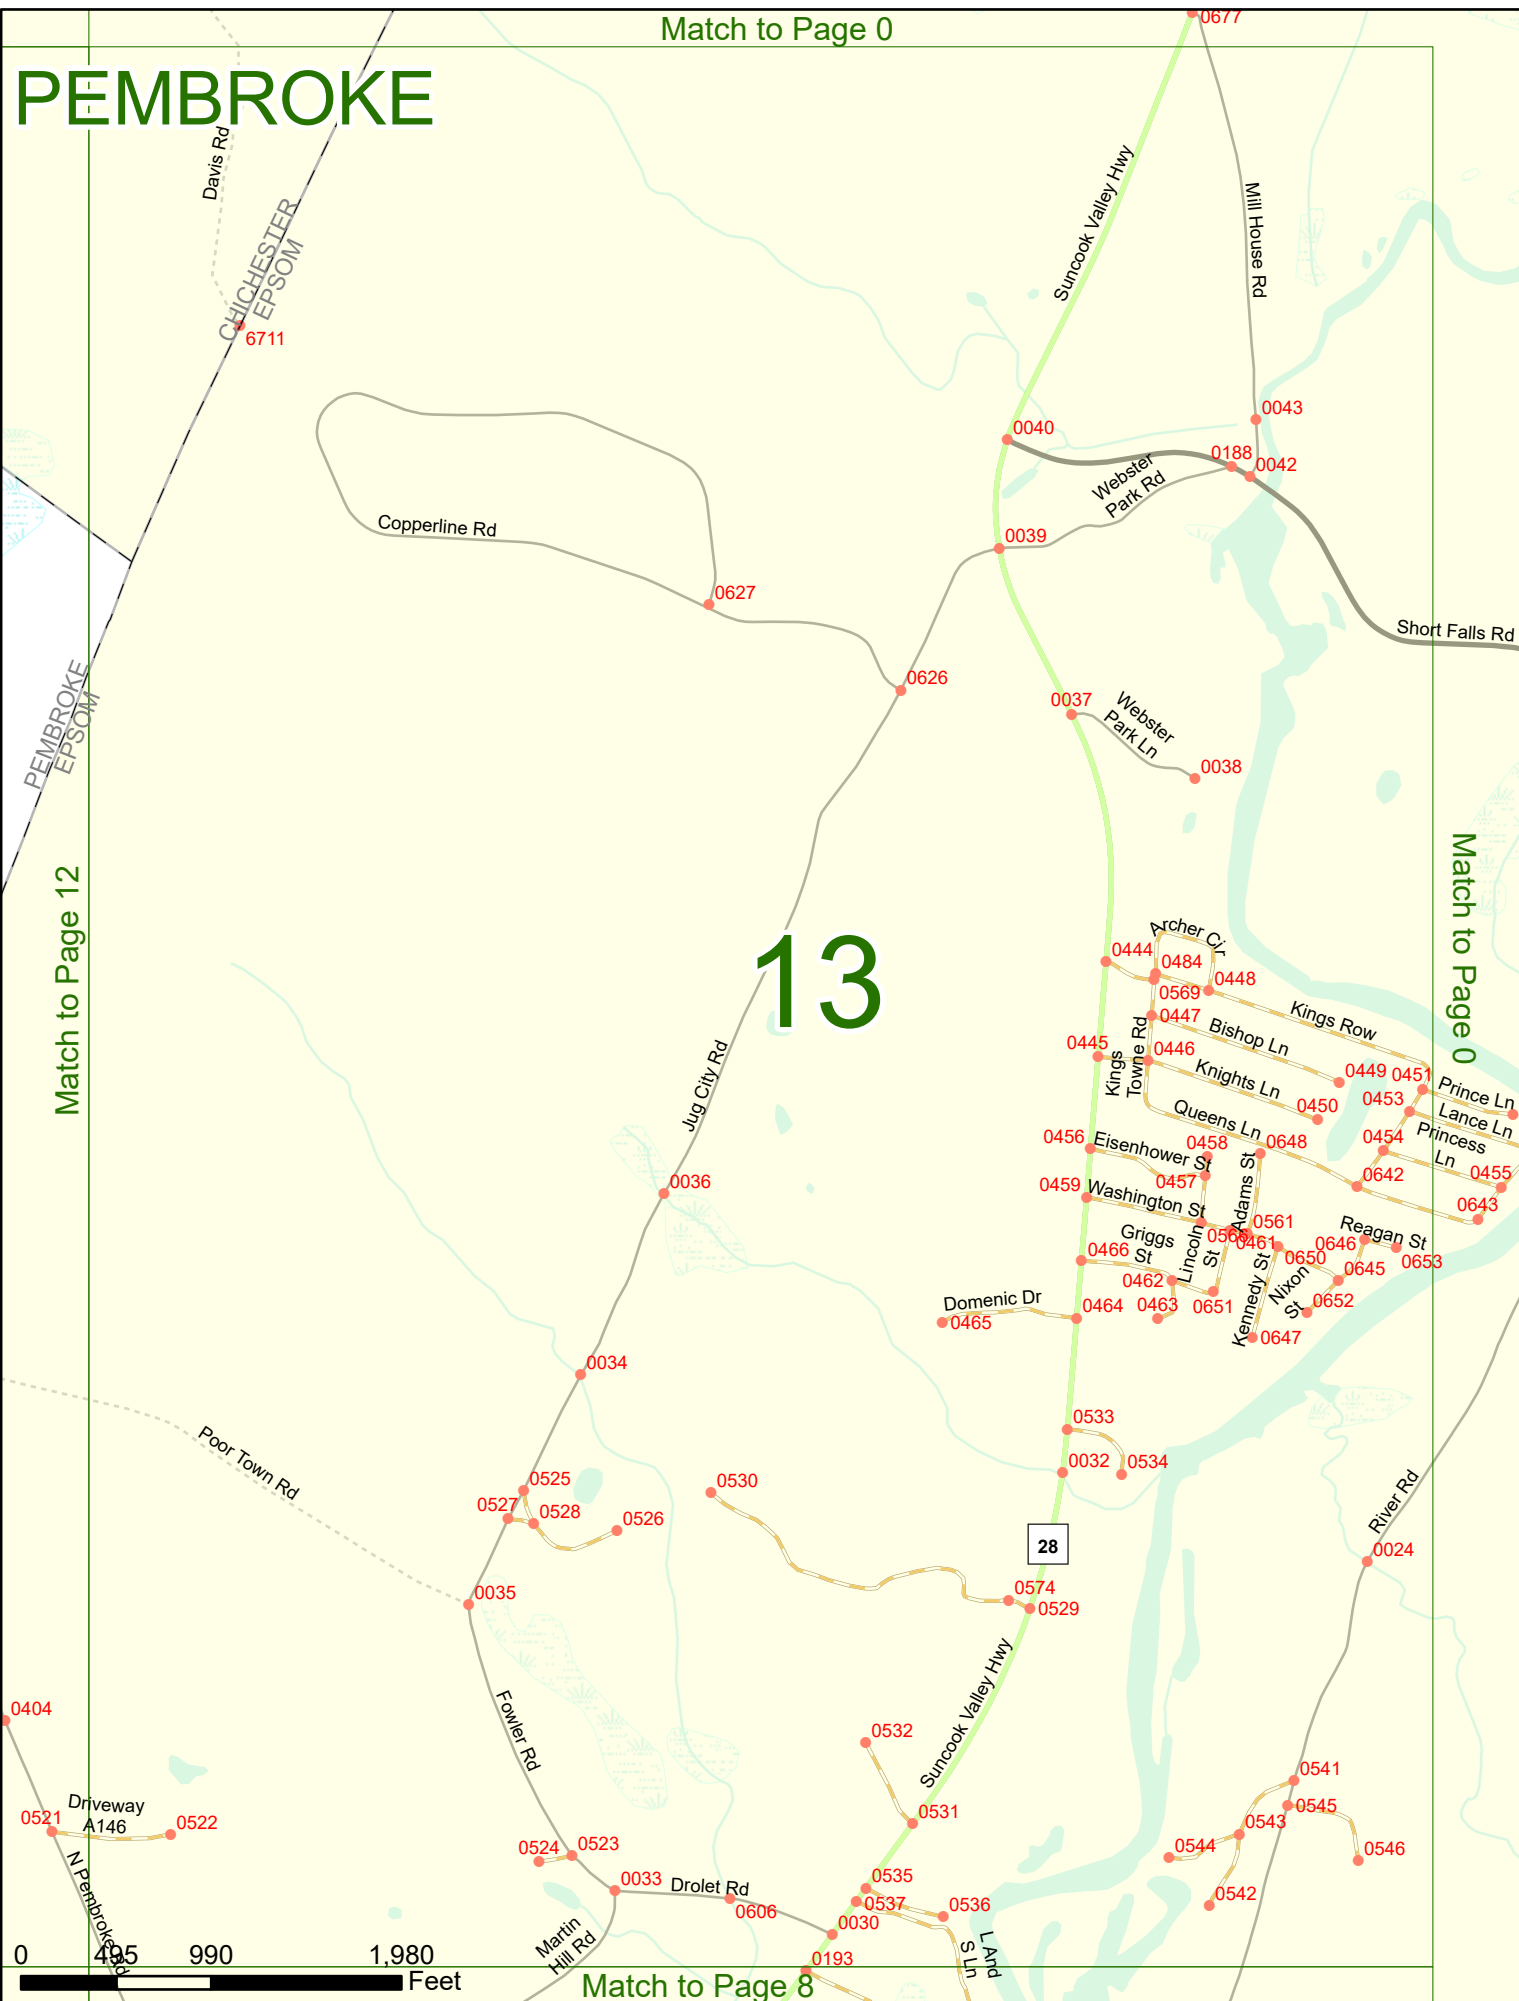 Match to Page 0
0677
PEMBROKE
Davis Rd
Suncook Valley Hwy
Mill House Rd
CHICHESTER
EPSOM
6711
0043
0040
0188
0042
Webster
Park Rd
Copperline Rd
0039
0627
Short Falls Rd
0626
PEMBROKE
EPSOM
0037
Webster
Park Ln
0038
Match to Page 12
Match to Page 0
13
Archer Cir
0444
0484
0448
0569
0447
Kings Row
Bishop Ln
Kings
Towne Rd
0445
0446
0449
0451
Knights Ln
0453
Prince Ln
0450
Lance Ln
Queens Ln
Princess
Ln
Jug City Rd
0456
Eisenhower St
0458
0648
0454
0457
0455
0036
0459
Washington St
Adams St
0642
0643
0566
0561
0461
Griggs
St
Lincoln
St
Reagan St
0646
0653
0466
0650
0462
0645
Kennedy St
Nixon
St
0651
0652
Domenic Dr
0465
0464
0463
0647
0034
Poor Town Rd
0533
0032
0534
0525
0530
0527
0528
0526
River Rd
28
0024
0035
0574
0529
Suncook Valley Hwy
Fowler Rd
0404
0532
0541
Driveway
A146
0521
0522
0531
0545
0543
0544
0546
0524
0523
0033
Drolet Rd
0535
0606
0537
0536
0542
N Pembroke Rd
Martin
Hill Rd
0030
L And
S Ln
0193
0 495 990 1,980
Feet
Match to Page 8